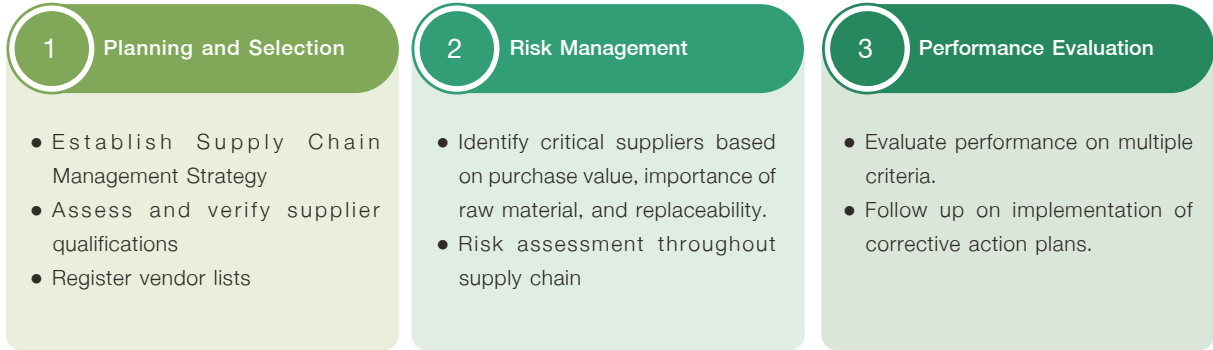 1 Planning and Selection
● Establish Supply Chain
Management Strategy
● Assess and verify supplier
qualifications
● Register vendor lists
2 Risk Management
● Identify critical suppliers based
on purchase value, importance of
raw material, and replaceability.
● Risk assessment throughout
supply chain
3 Performance Evaluation
● Evaluate performance on multiple
criteria.
● Follow up on implementation of
corrective action plans.